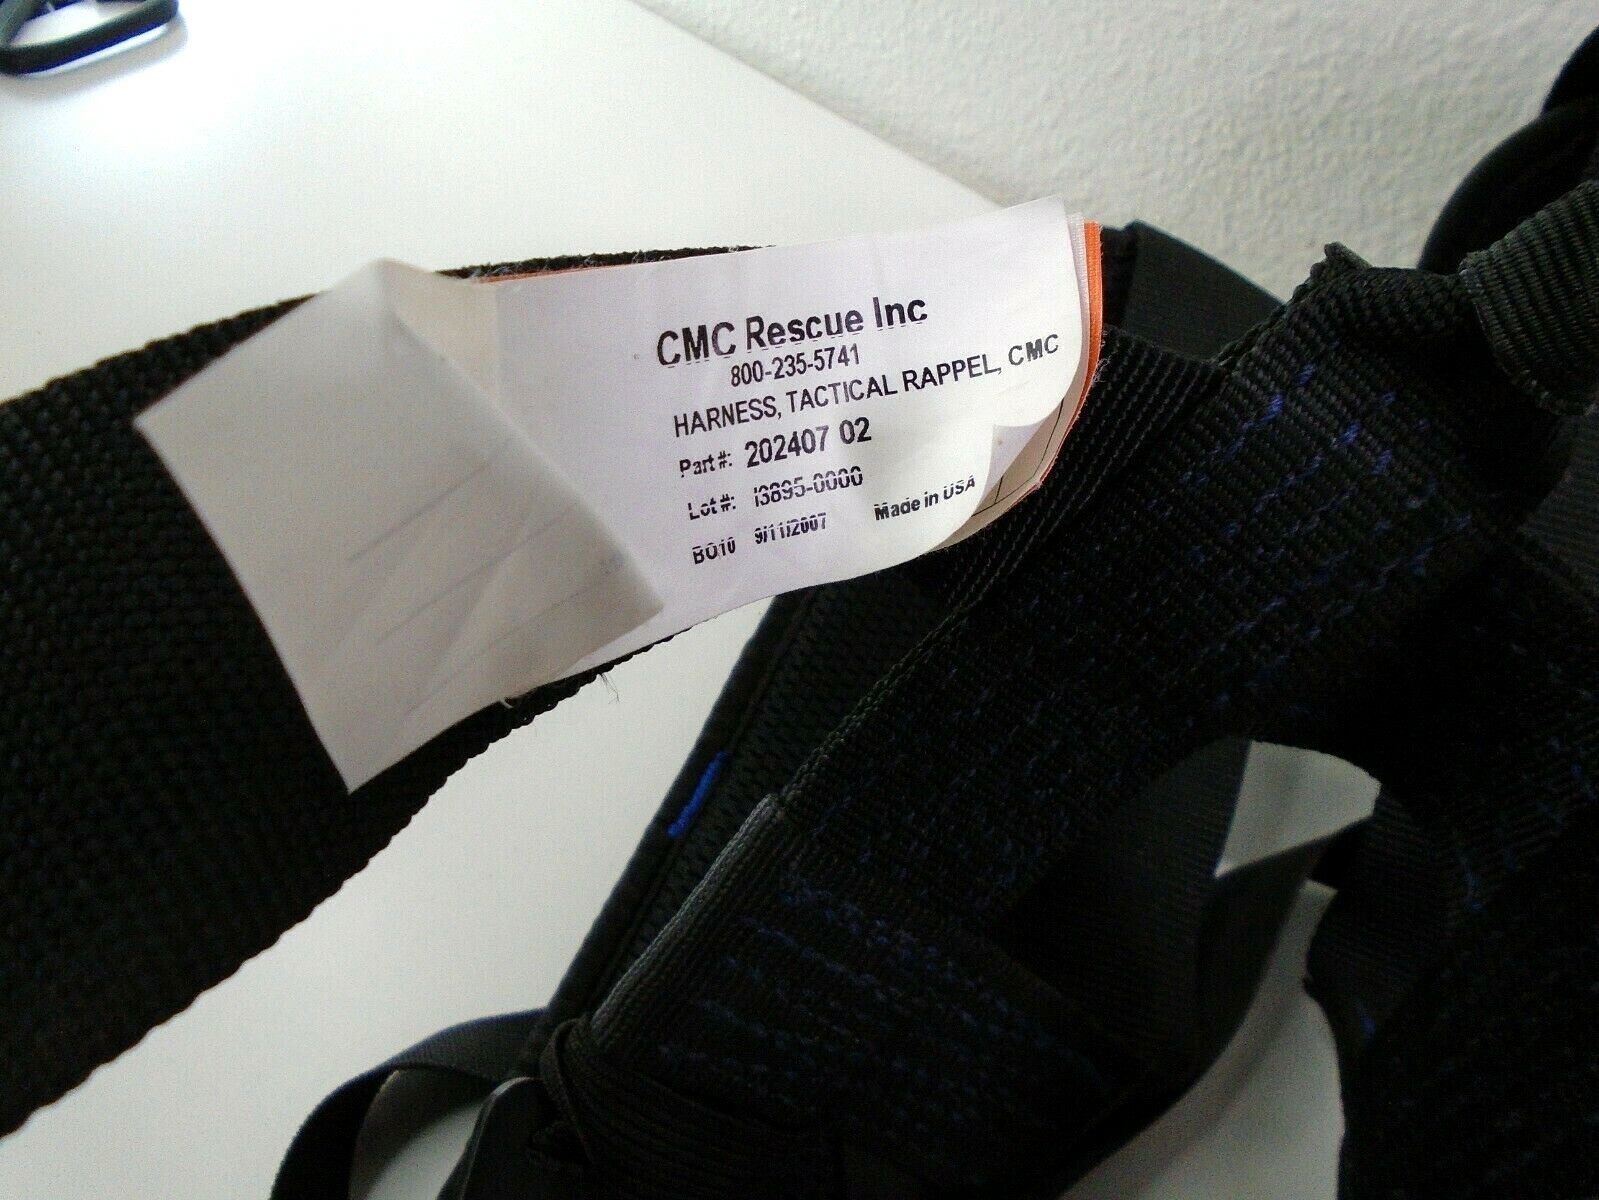 CMC Rescue Inc
800-235-5741
HARNESS, TACTICAL RAPPEL, CMC
Part #: 202407 02
Lot #: I3895-0000
BO10 9/11/2007 Made in USA